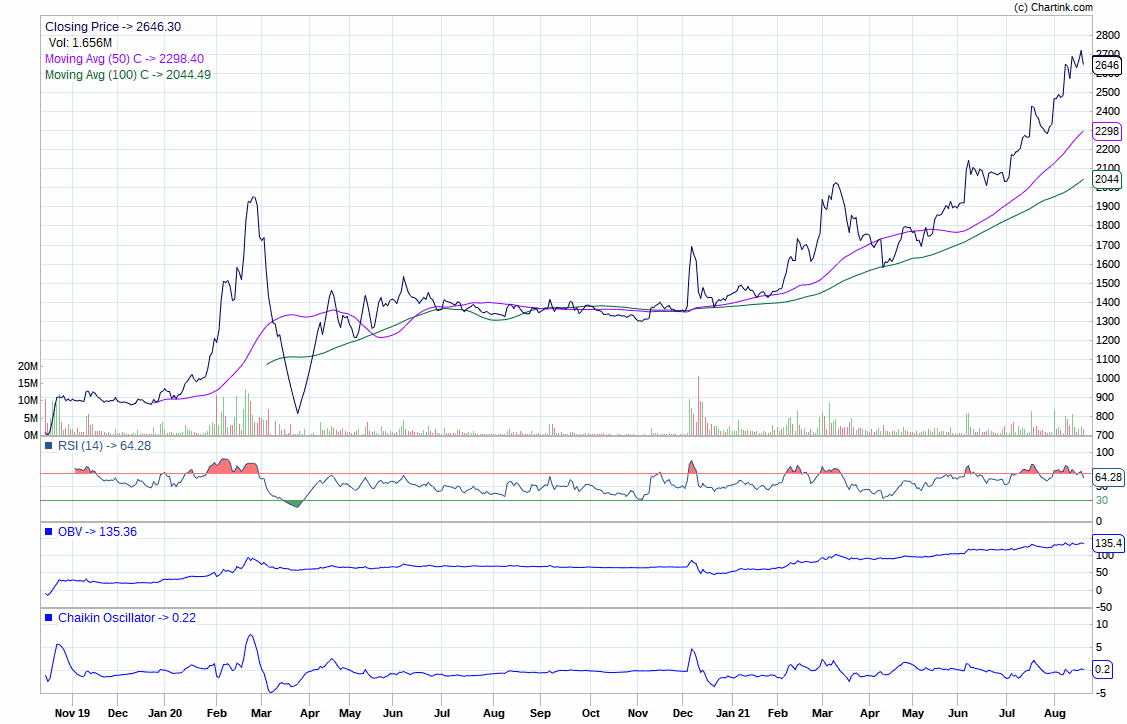 (c) Chartink.com
Closing Price -> 2646.30
Vol: 1.656M
Moving Avg (50) C -> 2298.40
Moving Avg (100) C -> 2044.49
2800
2700
2646
2500
2400
2298
2200
2100
2044
1900
1800
1700
1600
1500
1400
1300
1200
1100
1000
900
800
700
20M
15M
10M
5M
0M
RSI (14) -> 64.28
100
64.28
50
30
0
OBV -> 135.36
135.4
100
50
0
-50
Chaikin Oscillator -> 0.22
10
5
0.2
-5
Nov 19 Dec Jan 20 Feb Mar Apr May Jun Jul Aug Sep Oct Nov Dec Jan 21 Feb Mar Apr May Jun Jul Aug